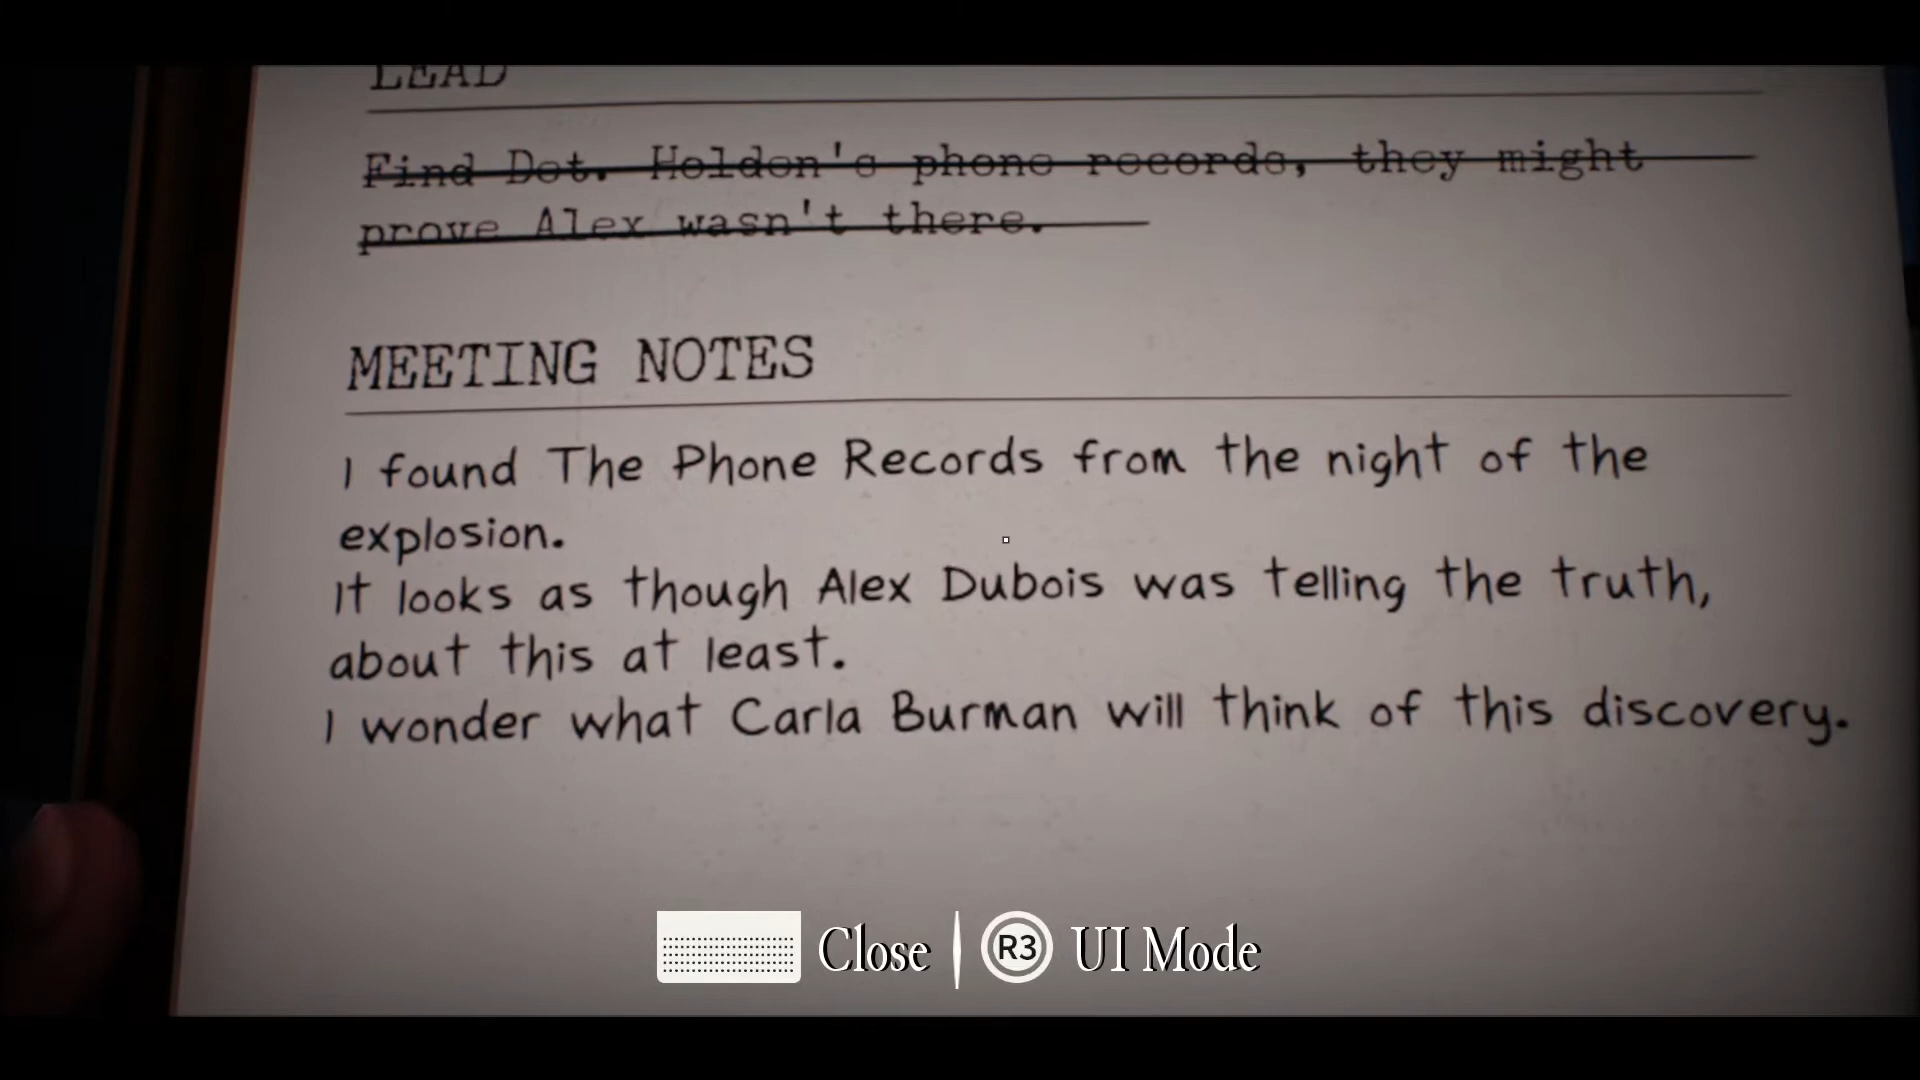 LEAD
Find Det. Holden's phone records, they might
prove Alex wasn't there.
MEETING NOTES
I found The Phone Records from the night of the
explosion.
It looks as though Alex Dubois was telling the truth,
about this at least.
I wonder what Carla Burman will think of this discovery.
Close R3 UI Mode